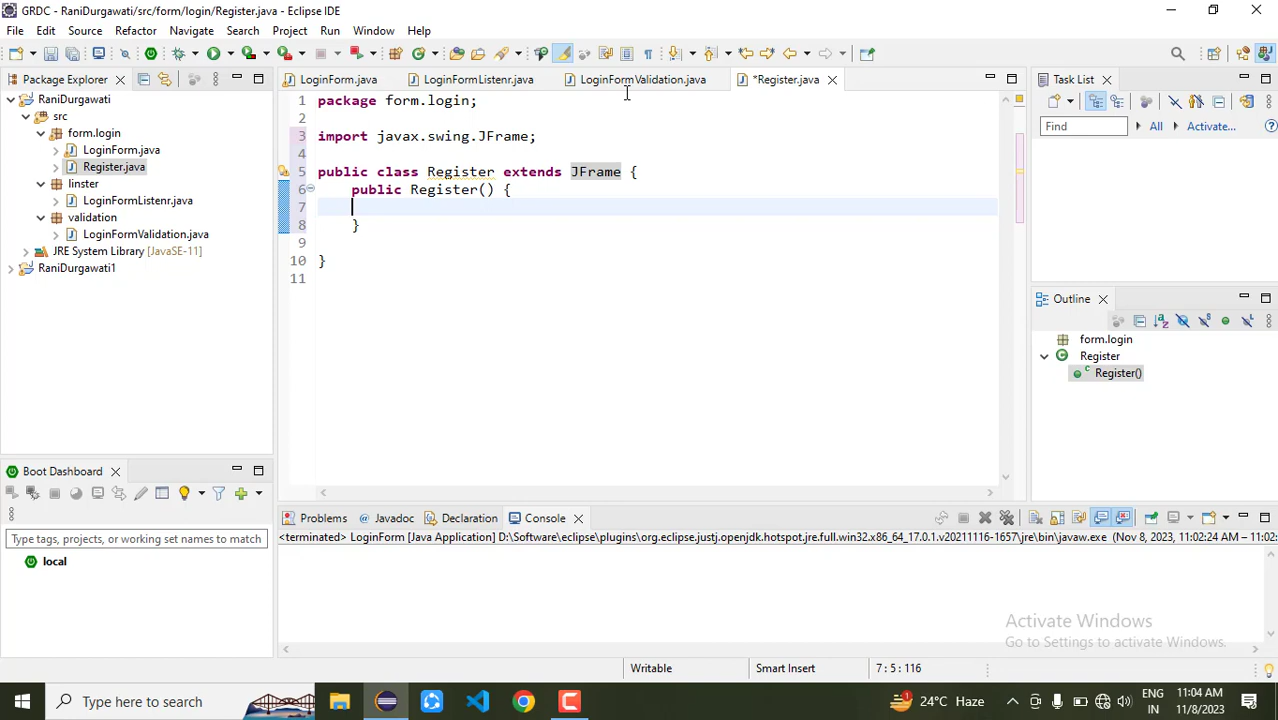 GRDC - RaniDurgawati/src/form/login/Register.java - Eclipse IDE
File Edit Source Refactor Navigate Search Project Run Window Help
Package Explorer
LoginForm.java LoginFormListen.java LoginFormValidation.java *Register.java
Task List
RaniDurgawati
src
form.login
LoginForm.java
Register.java
linster
LoginFormListenr.java
validation
LoginFormValidation.java
JRE System Library [JavaSE-11]
RaniDurgawati1
1 package form.login;
2
3 import javax.swing.JFrame;
4
5 public class Register extends JFrame {
6 public Register() {
7
8 }
9
10 }
11
Find All Activate...
Outline
form.login
Register
Register()
Boot Dashboard
Type tags, projects, or working set names to match
local
Problems Javadoc Declaration Console
<terminated> LoginForm [Java Application] D:\Software\eclipse\plugins\org.eclipse.justj.openjdk.hotspot.jre.full.win32.x86_64_17.0.1.v20211116-1657\jre\bin\javaw.exe (Nov 8, 2023, 11:02:24 AM – 11:02:
Activate Windows
Go to Settings to activate Windows.
Writable Smart Insert 7 : 5 : 116
Type here to search
24°C Haze
ENG
IN
11:04 AM
11/8/2023